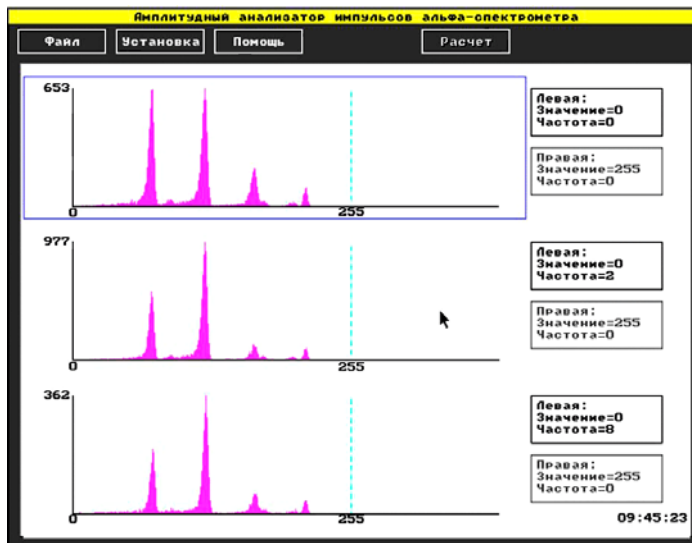 Амплитудный анализатор импульсов альфа-спектрометра
Файл Установка Помощь Расчет
653
0
255
Левая:
Значение=0
Частота=0
Правая:
Значение=255
Частота=0
977
0
255
Левая:
Значение=0
Частота=2
Правая:
Значение=255
Частота=0
362
0
255
Левая:
Значение=0
Частота=8
Правая:
Значение=255
Частота=0
09:45:23